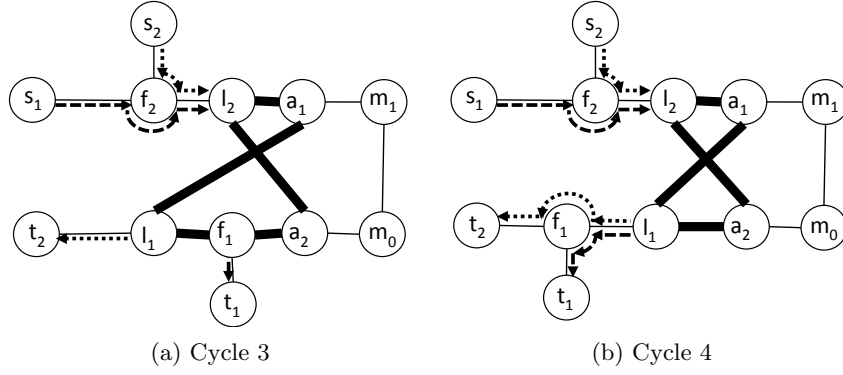 s₂ s₂
s₁ f₂ l₂ a₁ m₁ s₁ f₂ l₂ a₁ m₁
t₂ l₁ f₁ a₂ m₀ t₂ f₁ l₁ a₂ m₀
t₁ t₁
(a) Cycle 3 (b) Cycle 4